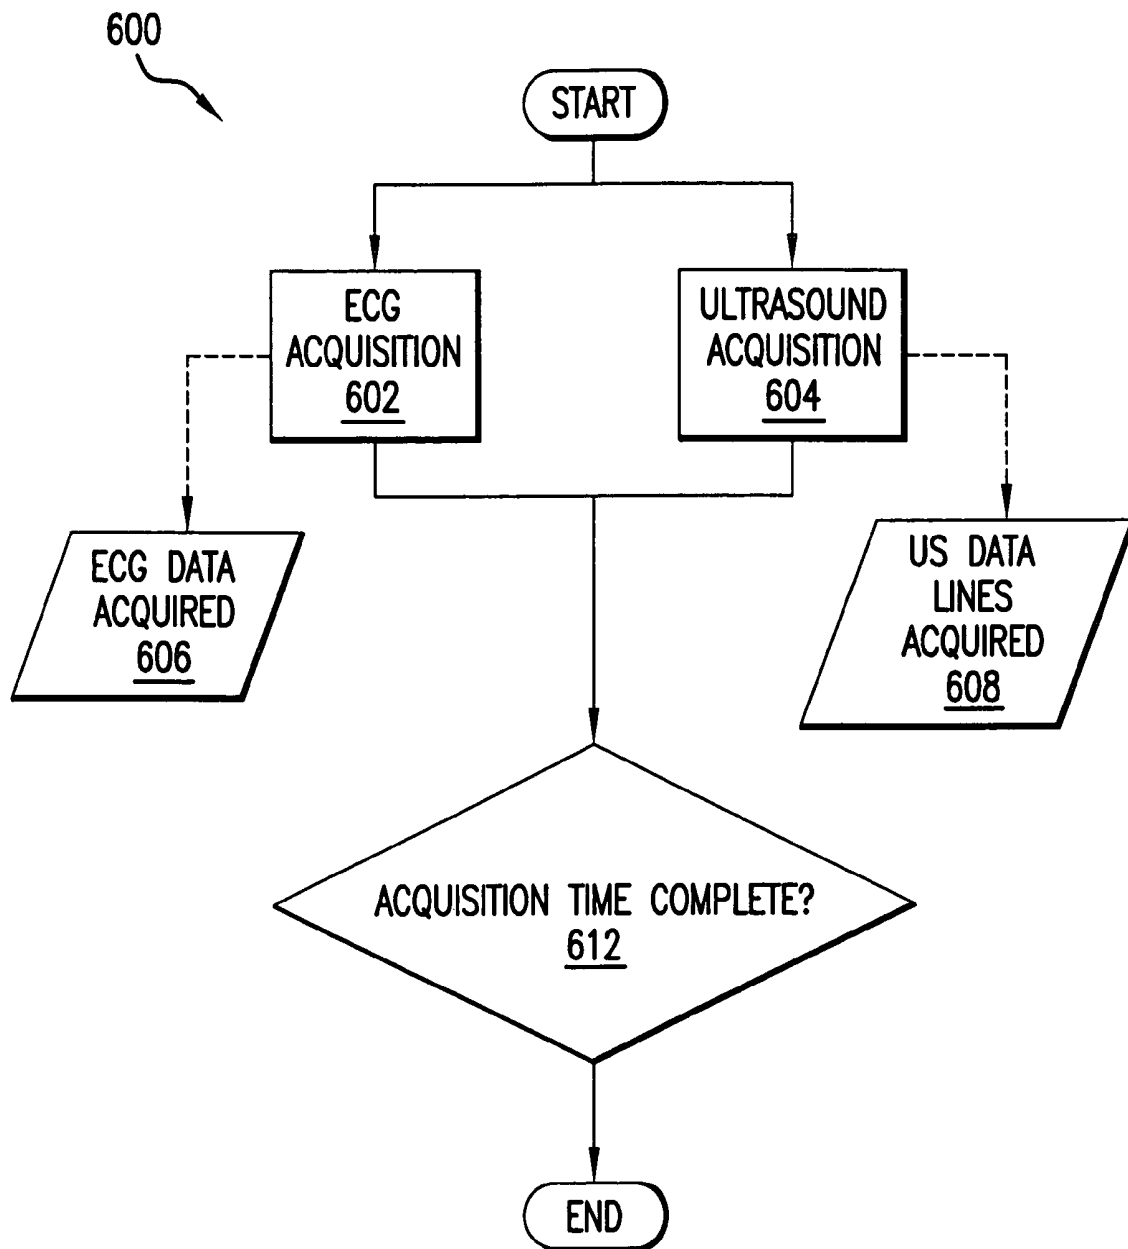 600
START
ECG
ACQUISITION
602
ULTRASOUND
ACQUISITION
604
ECG DATA
ACQUIRED
606
US DATA
LINES
ACQUIRED
608
ACQUISITION TIME COMPLETE?
612
END